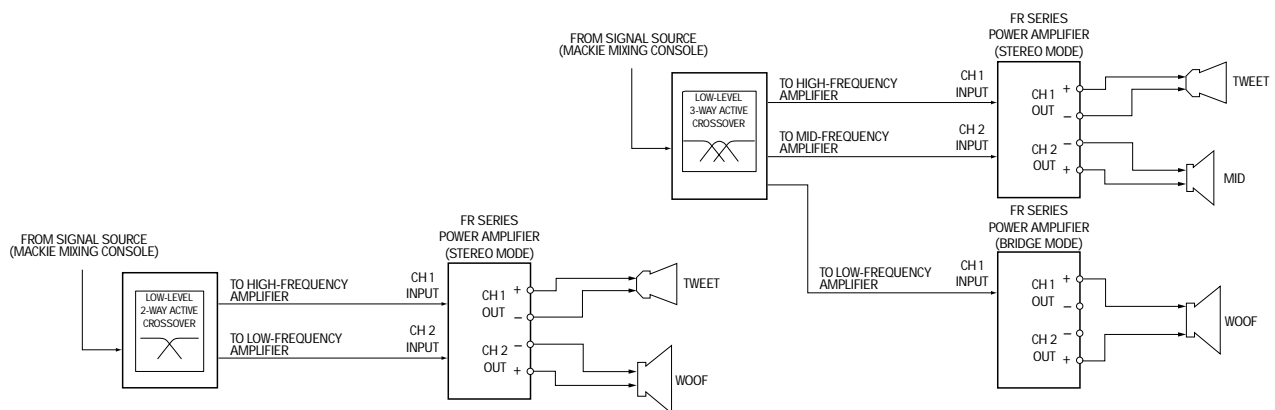 FROM SIGNAL SOURCE
(MACKIE MIXING CONSOLE)
LOW-LEVEL
2-WAY ACTIVE
CROSSOVER
TO HIGH-FREQUENCY
AMPLIFIER
TO LOW-FREQUENCY
AMPLIFIER
CH 1
INPUT
CH 2
INPUT
FR SERIES
POWER AMPLIFIER
(STEREO MODE)
CH 1
OUT
+
−
CH 2
OUT
−
+
TWEET
WOOF
FROM SIGNAL SOURCE
(MACKIE MIXING CONSOLE)
LOW-LEVEL
3-WAY ACTIVE
CROSSOVER
TO HIGH-FREQUENCY
AMPLIFIER
TO MID-FREQUENCY
AMPLIFIER
CH 1
INPUT
CH 2
INPUT
FR SERIES
POWER AMPLIFIER
(STEREO MODE)
CH 1
OUT
+
−
CH 2
OUT
−
+
TWEET
MID
TO LOW-FREQUENCY
AMPLIFIER
CH 1
INPUT
FR SERIES
POWER AMPLIFIER
(BRIDGE MODE)
CH 1
OUT
+
−
CH 2
OUT
−
+
WOOF